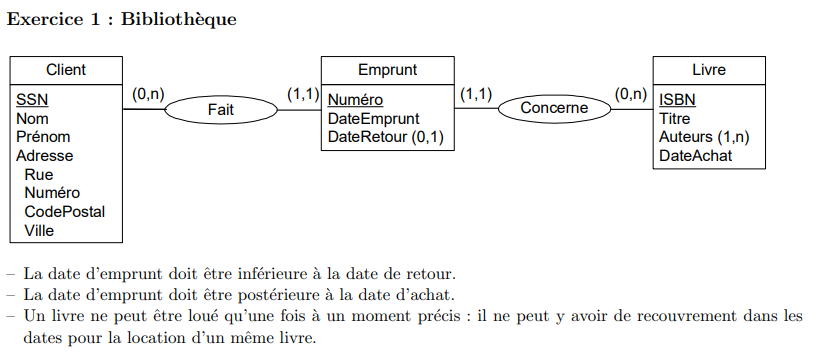 Exercice 1 : Bibliothèque
Client
SSN
Nom
Prénom
Adresse
Rue
Numéro
CodePostal
Ville
(0,n)
Fait
(1,1)
Emprunt
Numéro
DateEmprunt
DateRetour (0,1)
(1,1)
Concerne
(0,n)
Livre
ISBN
Titre
Auteurs (1,n)
DateAchat
– La date d'emprunt doit être inférieure à la date de retour.
– La date d'emprunt doit être postérieure à la date d'achat.
– Un livre ne peut être loué qu'une fois à un moment précis : il ne peut y avoir de recouvrement dans les
dates pour la location d'un même livre.